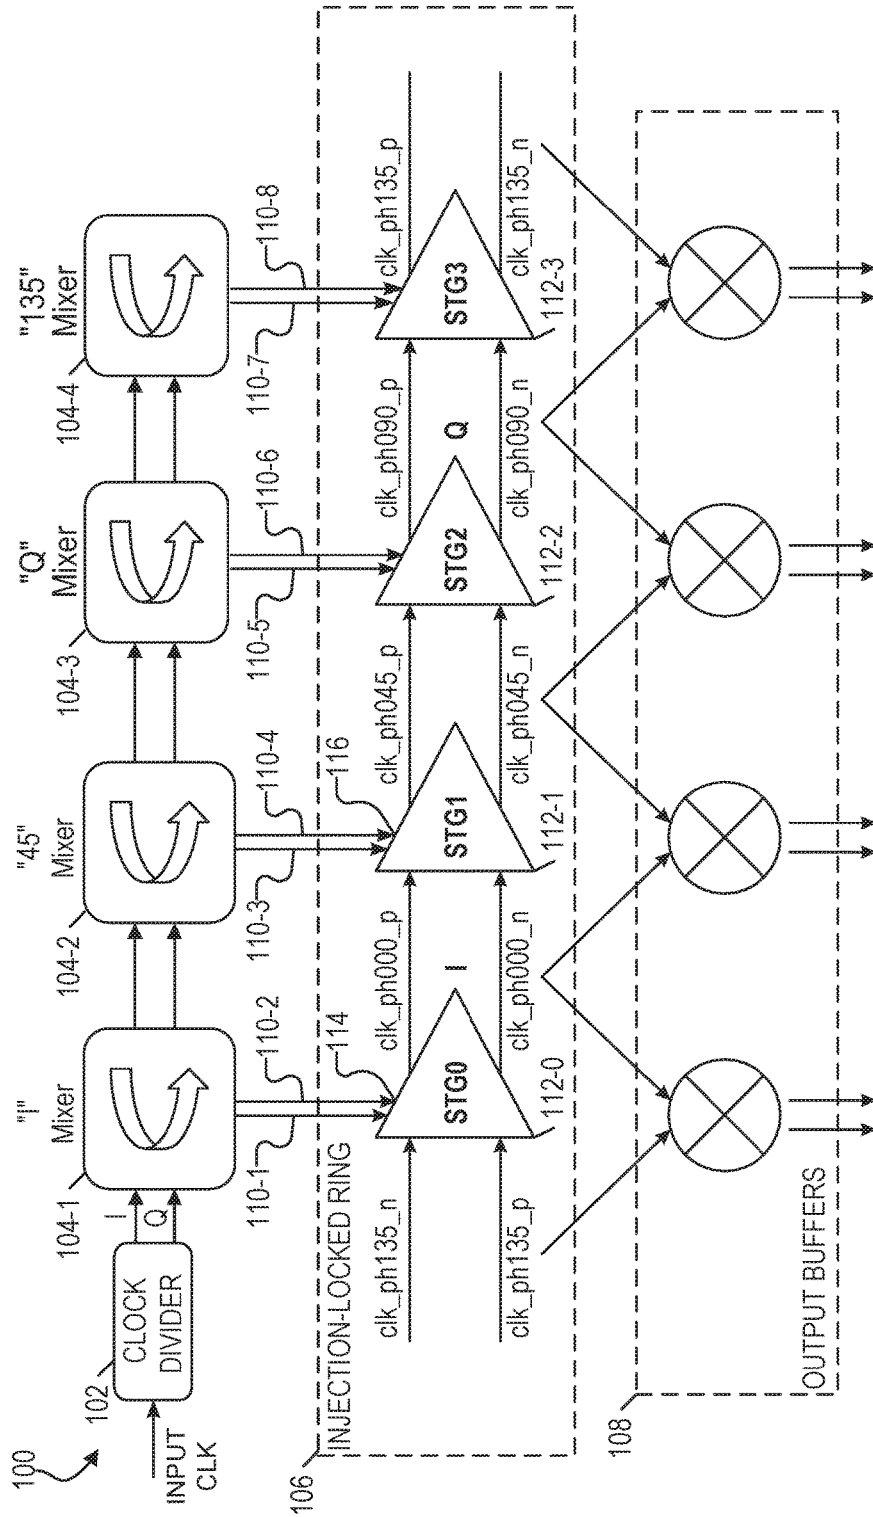 100
INPUT
CLK
102
CLOCK
DIVIDER
I
Q
104-1
"I"
Mixer
104-2
"45"
Mixer
104-3
"Q"
Mixer
104-4
"135"
Mixer
110-1
110-2
110-3
110-4
110-5
110-6
110-7
110-8
114
116
106
INJECTION-LOCKED RING
clk_ph135_n
clk_ph135_p
STG0
112-0
clk_ph000_p
I
clk_ph000_n
STG1
112-1
clk_ph045_p
clk_ph045_n
STG2
112-2
clk_ph090_p
Q
clk_ph090_n
STG3
112-3
clk_ph135_p
clk_ph135_n
108
OUTPUT BUFFERS